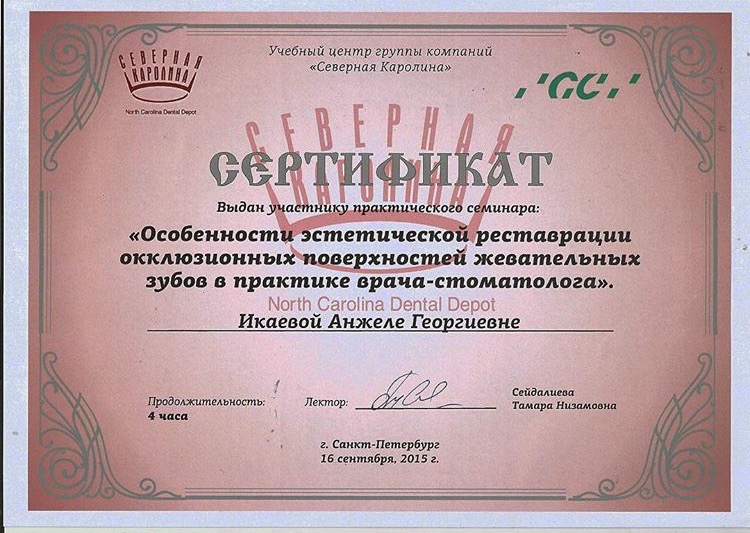 Учебный центр группы компаний
«Северная Каролина»
СЕВЕРНАЯ
КАРОЛИНА
North Carolina Dental Depot
GC
СЕВЕРНАЯ
КАРОЛИНА
СЕРТИФИКАТ
Выдан участнику практического семинара:
«Особенности эстетической реставрации
окклюзионных поверхностей жевательных
зубов в практике врача-стоматолога».
North Carolina Dental Depot
Икаевой Анжеле Георгиевне
Продолжительность:
4 часа
Лектор:
Сейдалиева
Тамара Низамовна
г. Санкт-Петербург
16 сентября, 2015 г.